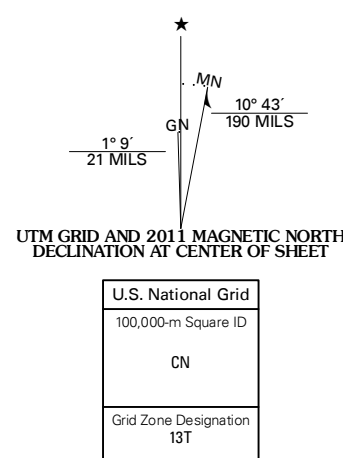 ★
MN
10° 43´
190 MILS
GN
1° 9´
21 MILS
UTM GRID AND 2011 MAGNETIC NORTH
DECLINATION AT CENTER OF SHEET
U.S. National Grid
100,000-m Square ID
CN
Grid Zone Designation
13T